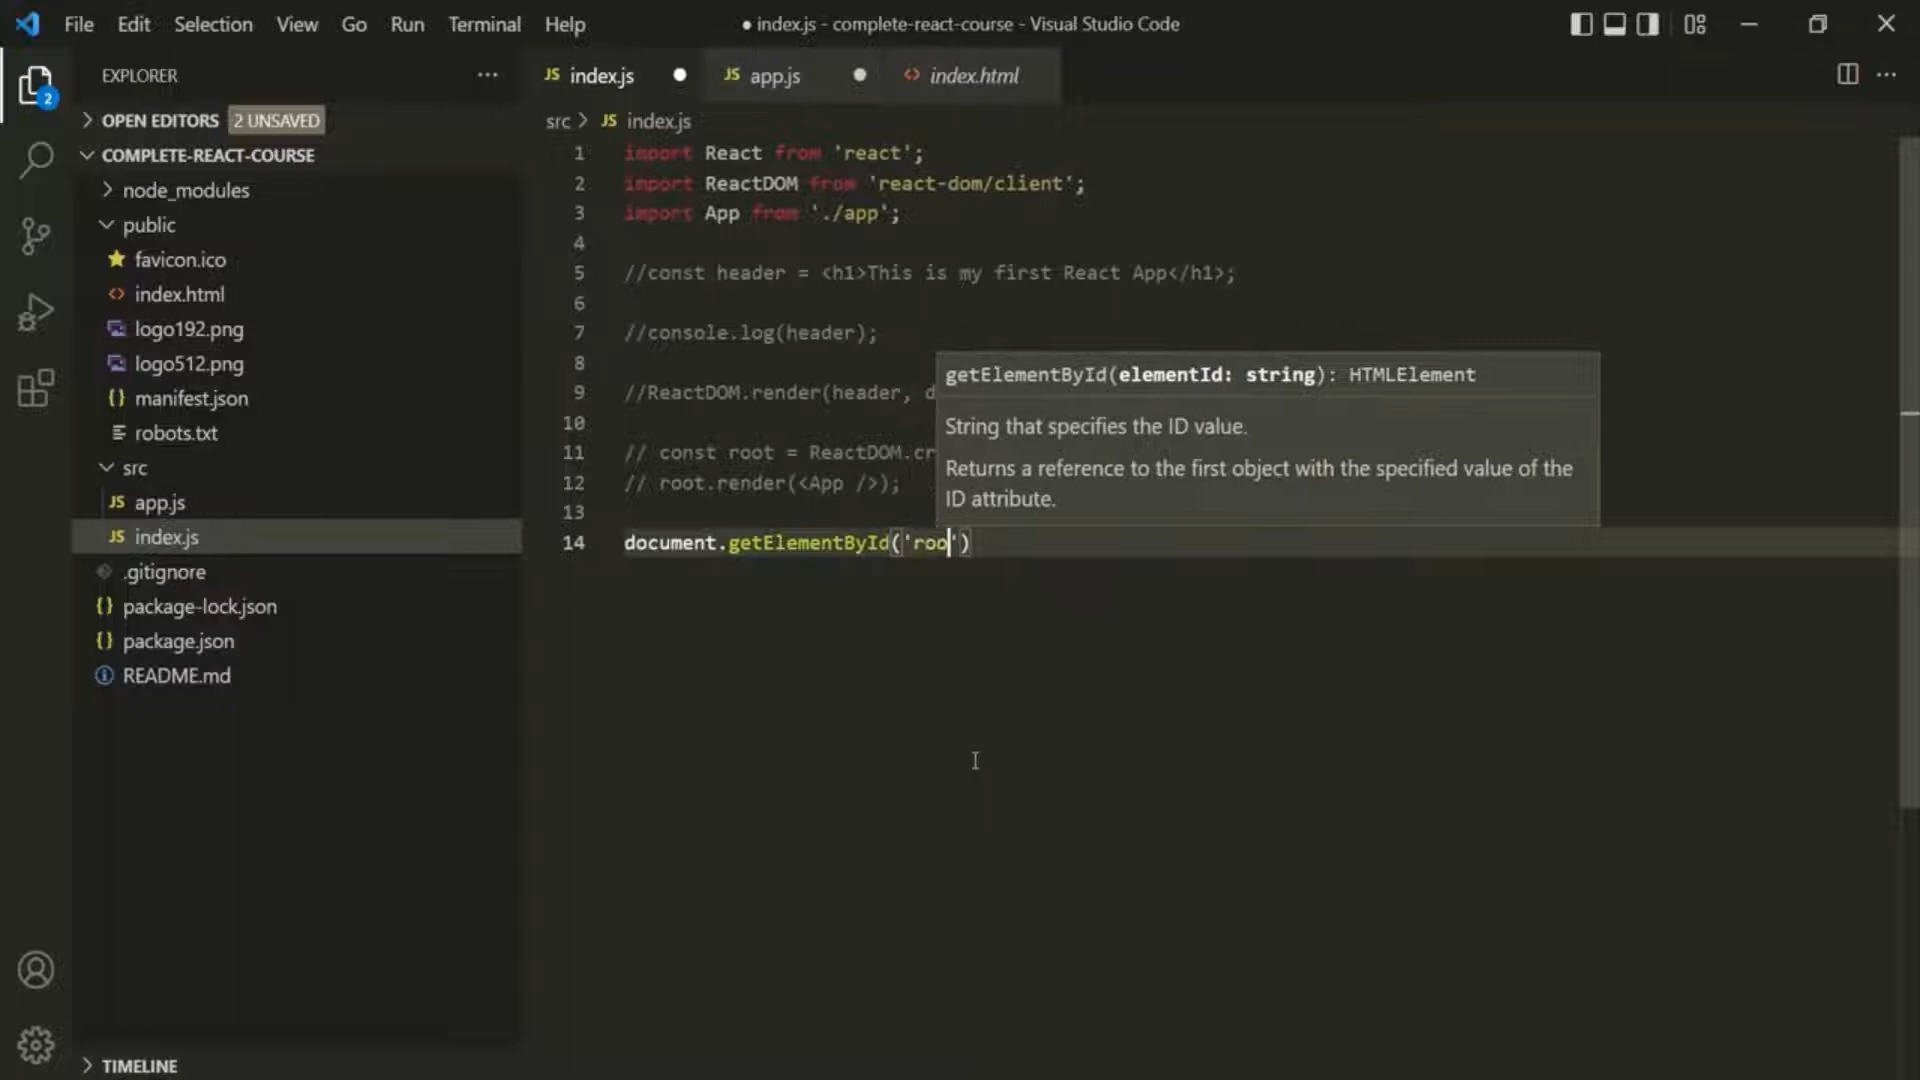 File Edit Selection View Go Run Terminal Help
● index.js - complete-react-course - Visual Studio Code
EXPLORER
OPEN EDITORS 2 UNSAVED
COMPLETE-REACT-COURSE
node_modules
public
favicon.ico
<> index.html
logo192.png
logo512.png
{} manifest.json
robots.txt
src
JS app.js
JS index.js
.gitignore
{} package-lock.json
{} package.json
README.md
TIMELINE
2
JS index.js ● JS app.js ● <> index.html
src > JS index.js
1 import React from 'react';
2 import ReactDOM from 'react-dom/client';
3 import App from './app';
4
5 //const header = <h1>This is my first React App</h1>;
6
7 //console.log(header);
8
9 //ReactDOM.render(header, d
10
11 // const root = ReactDOM.cr
12 // root.render(<App />);
13
14 document.getElementById('roo')
getElementById(elementId: string): HTMLElement
String that specifies the ID value.
Returns a reference to the first object with the specified value of the
ID attribute.